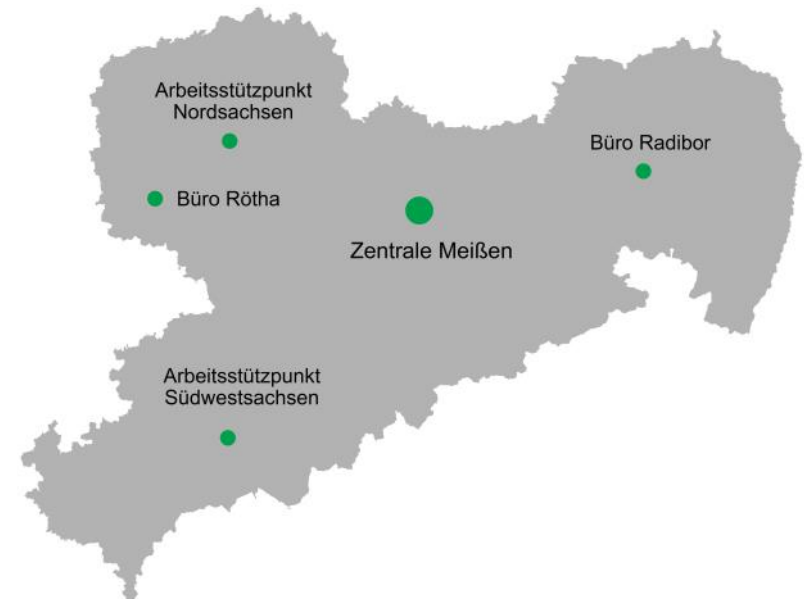 Arbeitsstützpunkt
Nordsachsen
Büro Radibor
Büro Rötha
Zentrale Meißen
Arbeitsstützpunkt
Südwestsachsen